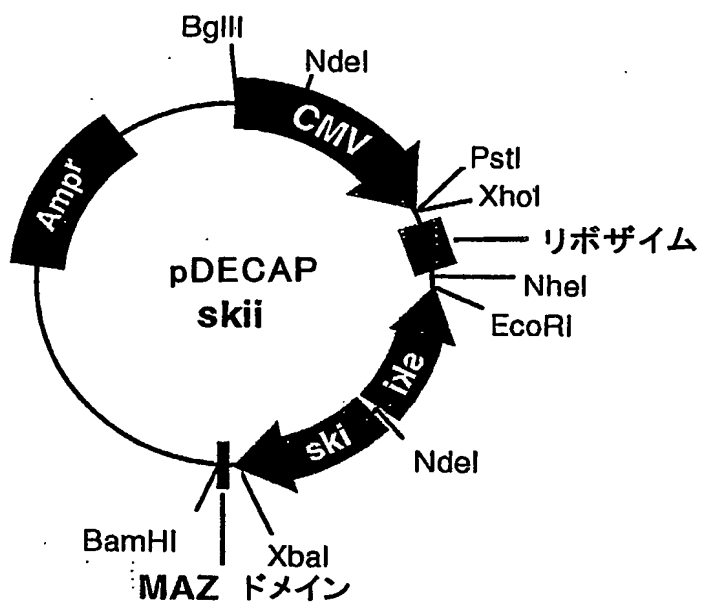 BglII
NdeI
CMV
PstI
XhoI
リボザイム
NheI
EcoRI
ski
NdeI
ski
XbaI
BamHI
MAZ ドメイン
Ampr
pDECAP
skii